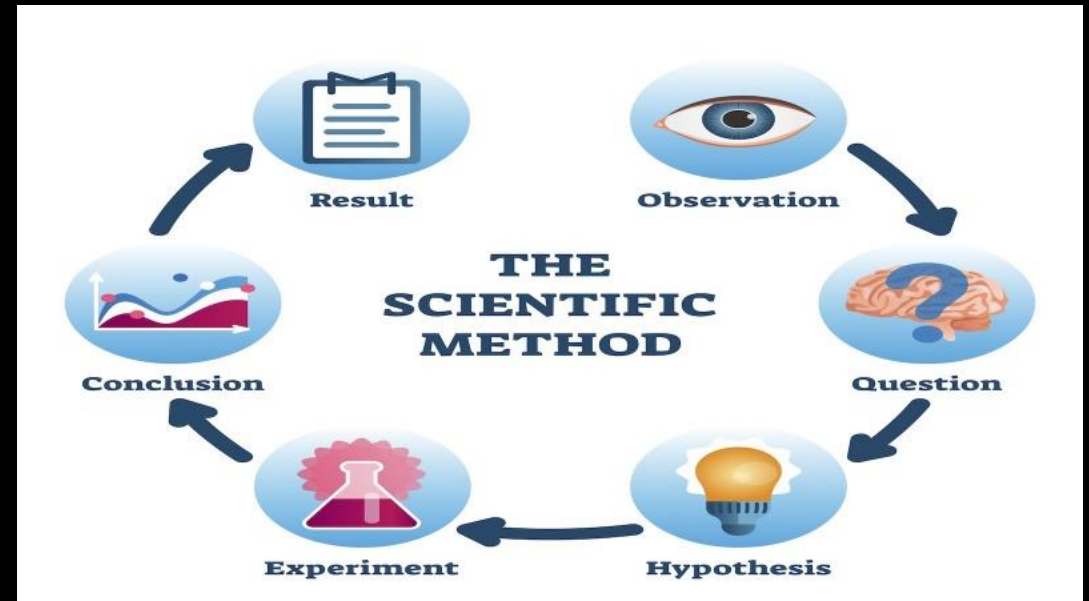 Result
Observation
THE
SCIENTIFIC
METHOD
Conclusion
Question
Experiment
Hypothesis